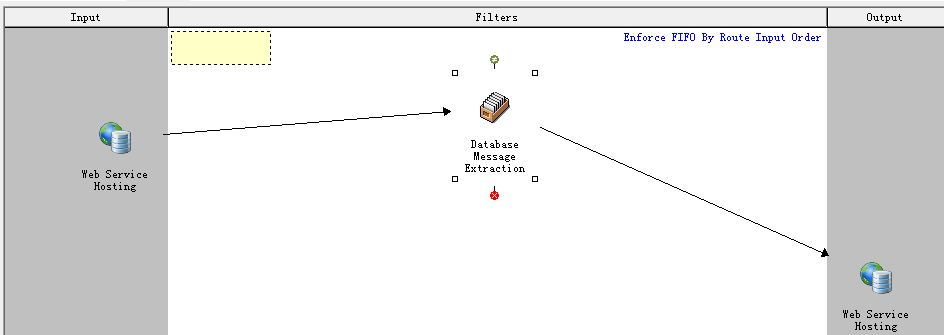 Input
Filters
Output
Enforce FIFO By Route Input Order
Web Service
Hosting
Database
Message
Extraction
Web Service
Hosting